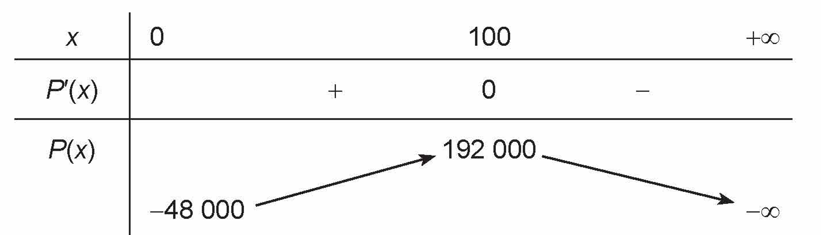 x 0 100 +∞
P′(x) + 0 −
P(x) 192 000
−48 000 −∞